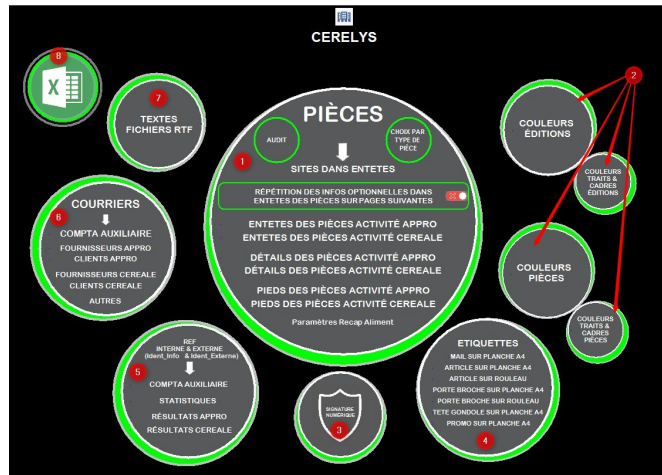 CERELYS
8
X
7
TEXTES
FICHIERS RTF
PIÈCES
AUDIT
CHOIX PAR
TYPE DE
PIÈCE
1
SITES DANS ENTETES
RÉPÉTITION DES INFOS OPTIONNELLES DANS
ENTETES DES PIÈCES SUR PAGES SUIVANTES
ENTETES DES PIÈCES ACTIVITÉ APPRO
ENTETES DES PIÈCES ACTIVITÉ CEREALE
DÉTAILS DES PIÈCES ACTIVITÉ APPRO
DÉTAILS DES PIÈCES ACTIVITÉ CEREALE
PIEDS DES PIÈCES ACTIVITÉ APPRO
PIEDS DES PIÈCES ACTIVITÉ CEREALE
Paramètres Recap Aliment
2
COULEURS
ÉDITIONS
COULEURS
TRAITS &
CADRES
ÉDITIONS
COULEURS
PIÈCES
COULEURS
TRAITS &
CADRES
PIÈCES
COURRIERS
6
COMPTA AUXILIAIRE
FOURNISSEURS APPRO
CLIENTS APPRO
FOURNISSEURS CEREALE
CLIENTS CEREALE
AUTRES
REF
INTERNE & EXTERNE
(Ident_Info & Ident_Externe)
5
COMPTA AUXILIAIRE
STATISTIQUES
RÉSULTATS APPRO
RÉSULTATS CEREALE
SIGNATURE
NUMÉRIQUE
3
ETIQUETTES
MAIL SUR PLANCHE A4
ARTICLE SUR PLANCHE A4
ARTICLE SUR ROULEAU
PORTE BROCHE SUR PLANCHE A4
PORTE BROCHE SUR ROULEAU
TETE GONDOLE SUR PLANCHE A4
PROMO SUR PLANCHE A4
4